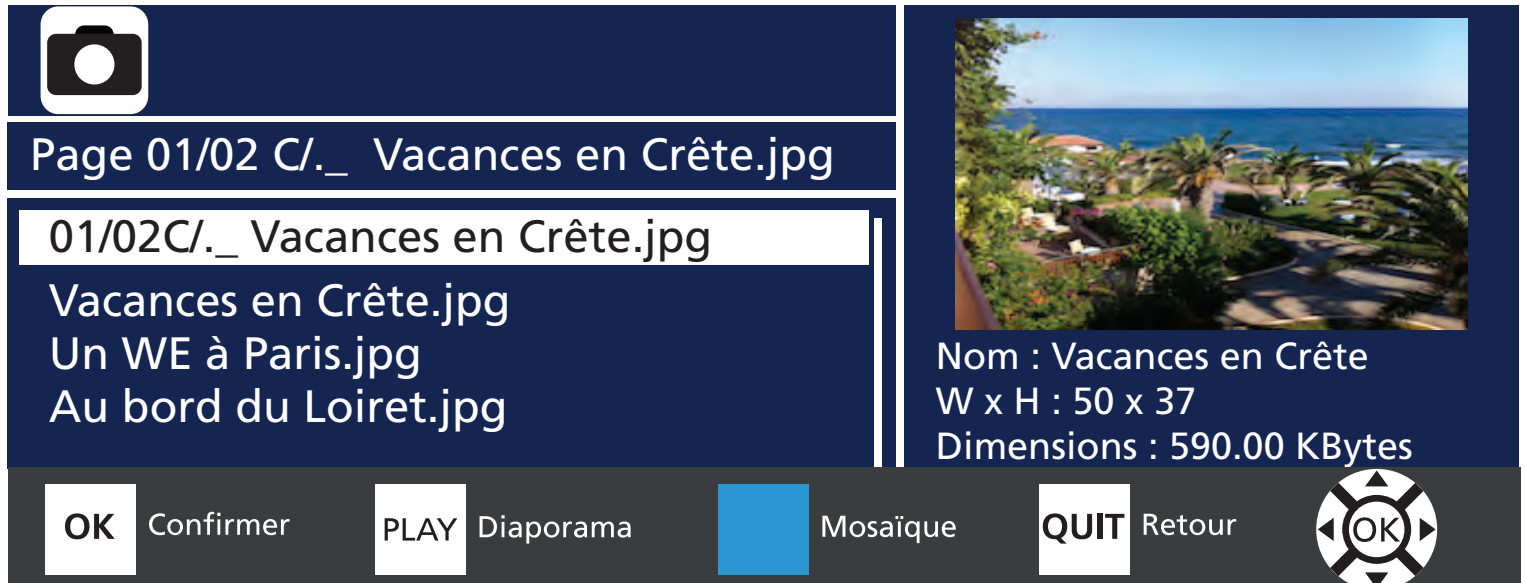 Page 01/02 C/._ Vacances en Crête.jpg
01/02C/._ Vacances en Crête.jpg
Vacances en Crête.jpg
Un WE à Paris.jpg
Au bord du Loiret.jpg
Nom : Vacances en Crête
W x H : 50 x 37
Dimensions : 590.00 KBytes
OK Confirmer PLAY Diaporama Mosaïque QUIT Retour OK